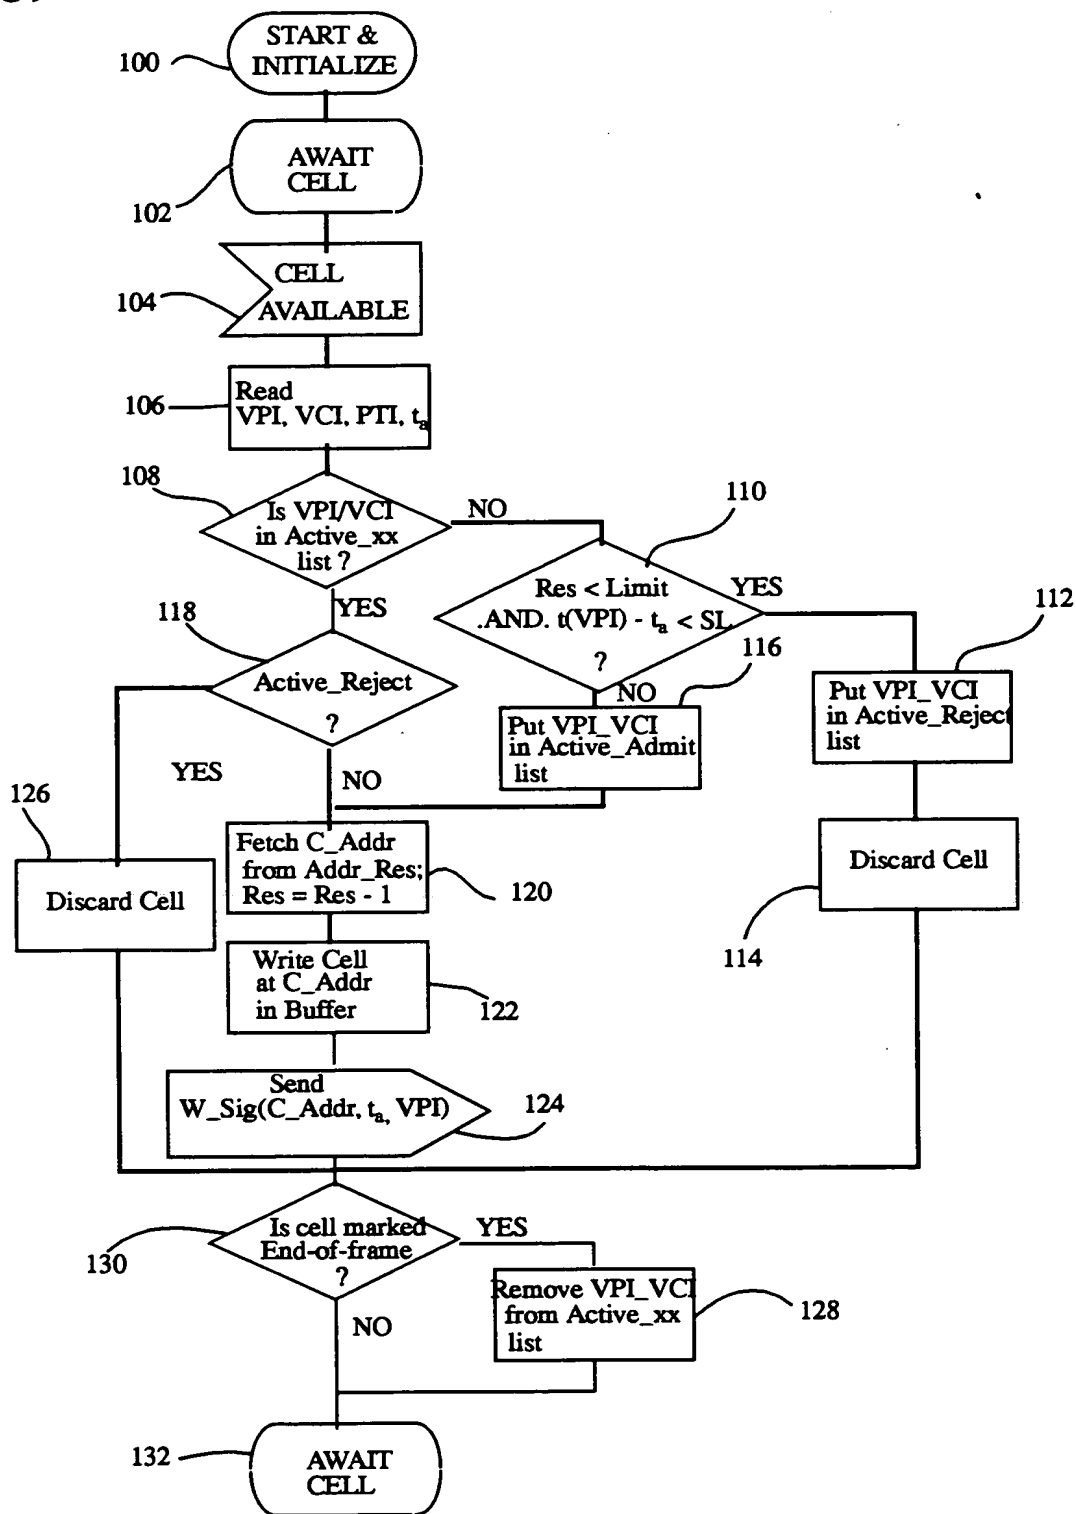 START &
INITIALIZE
100
AWAIT
CELL
102
CELL
AVAILABLE
104
Read
VPI, VCI, PTI, tₐ
106
108
Is VPI/VCI
in Active_xx
list ?
NO
YES
110
Res < Limit
.AND. t(VPI) - tₐ < SL
?
YES
NO
112
Put VPI_VCI
in Active_Reject
list
116
Put VPI_VCI
in Active_Admit
list
118
Active_Reject
?
YES
NO
126
Discard Cell
Fetch C_Addr
from Addr_Res;
Res = Res - 1
120
Discard Cell
114
Write Cell
at C_Addr
in Buffer
122
Send
W_Sig(C_Addr, tₐ, VPI)
124
Is cell marked
End-of-frame
?
130
YES
NO
Remove VPI_VCI
from Active_xx
list
128
132
AWAIT
CELL